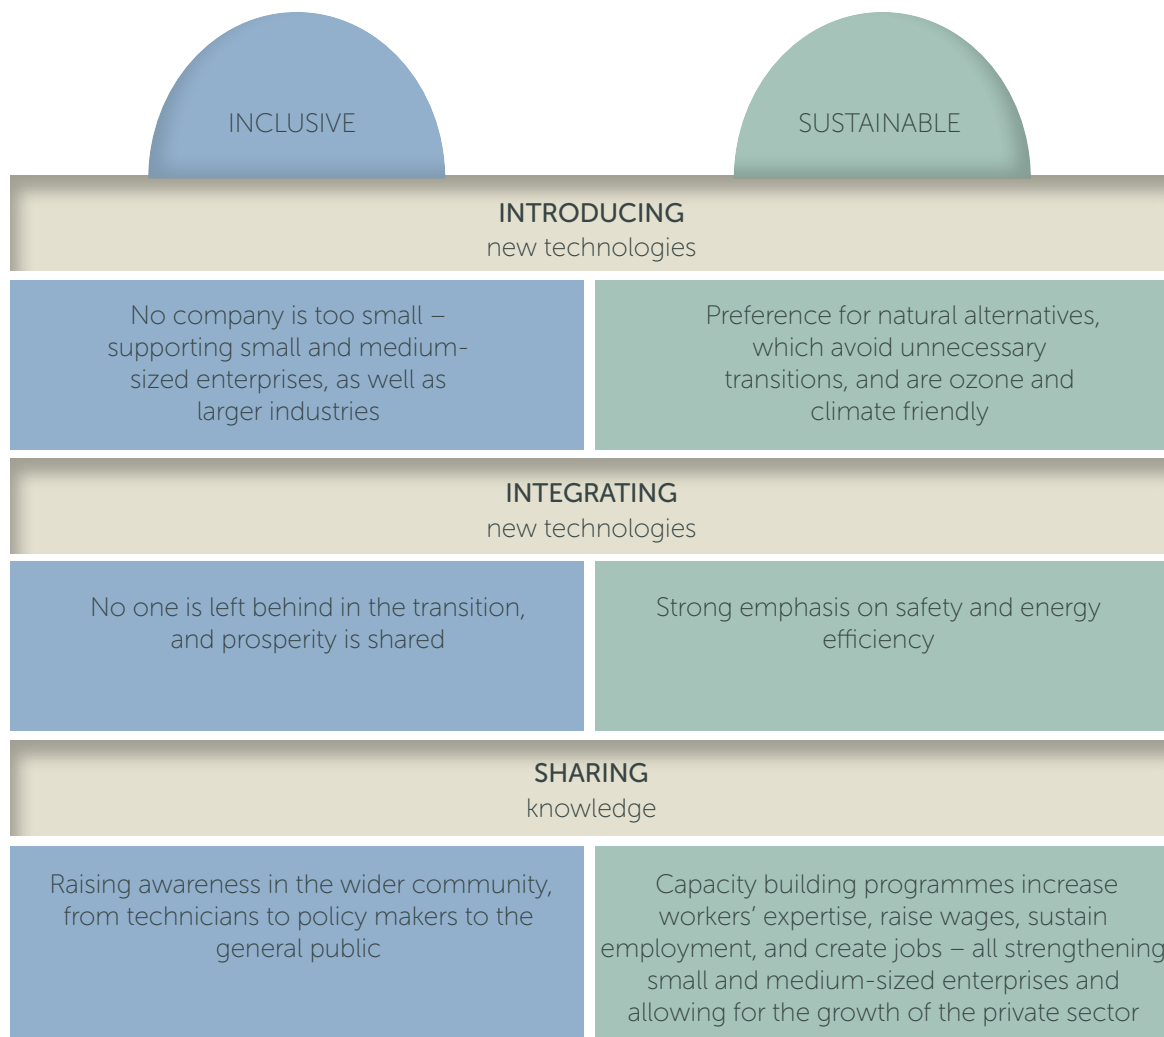 INCLUSIVE
SUSTAINABLE
INTRODUCING
new technologies
No company is too small –
supporting small and medium-
sized enterprises, as well as
larger industries
Preference for natural alternatives,
which avoid unnecessary
transitions, and are ozone and
climate friendly
INTEGRATING
new technologies
No one is left behind in the transition,
and prosperity is shared
Strong emphasis on safety and energy
efficiency
SHARING
knowledge
Raising awareness in the wider community,
from technicians to policy makers to the
general public
Capacity building programmes increase
workers’ expertise, raise wages, sustain
employment, and create jobs – all strengthening
small and medium-sized enterprises and
allowing for the growth of the private sector